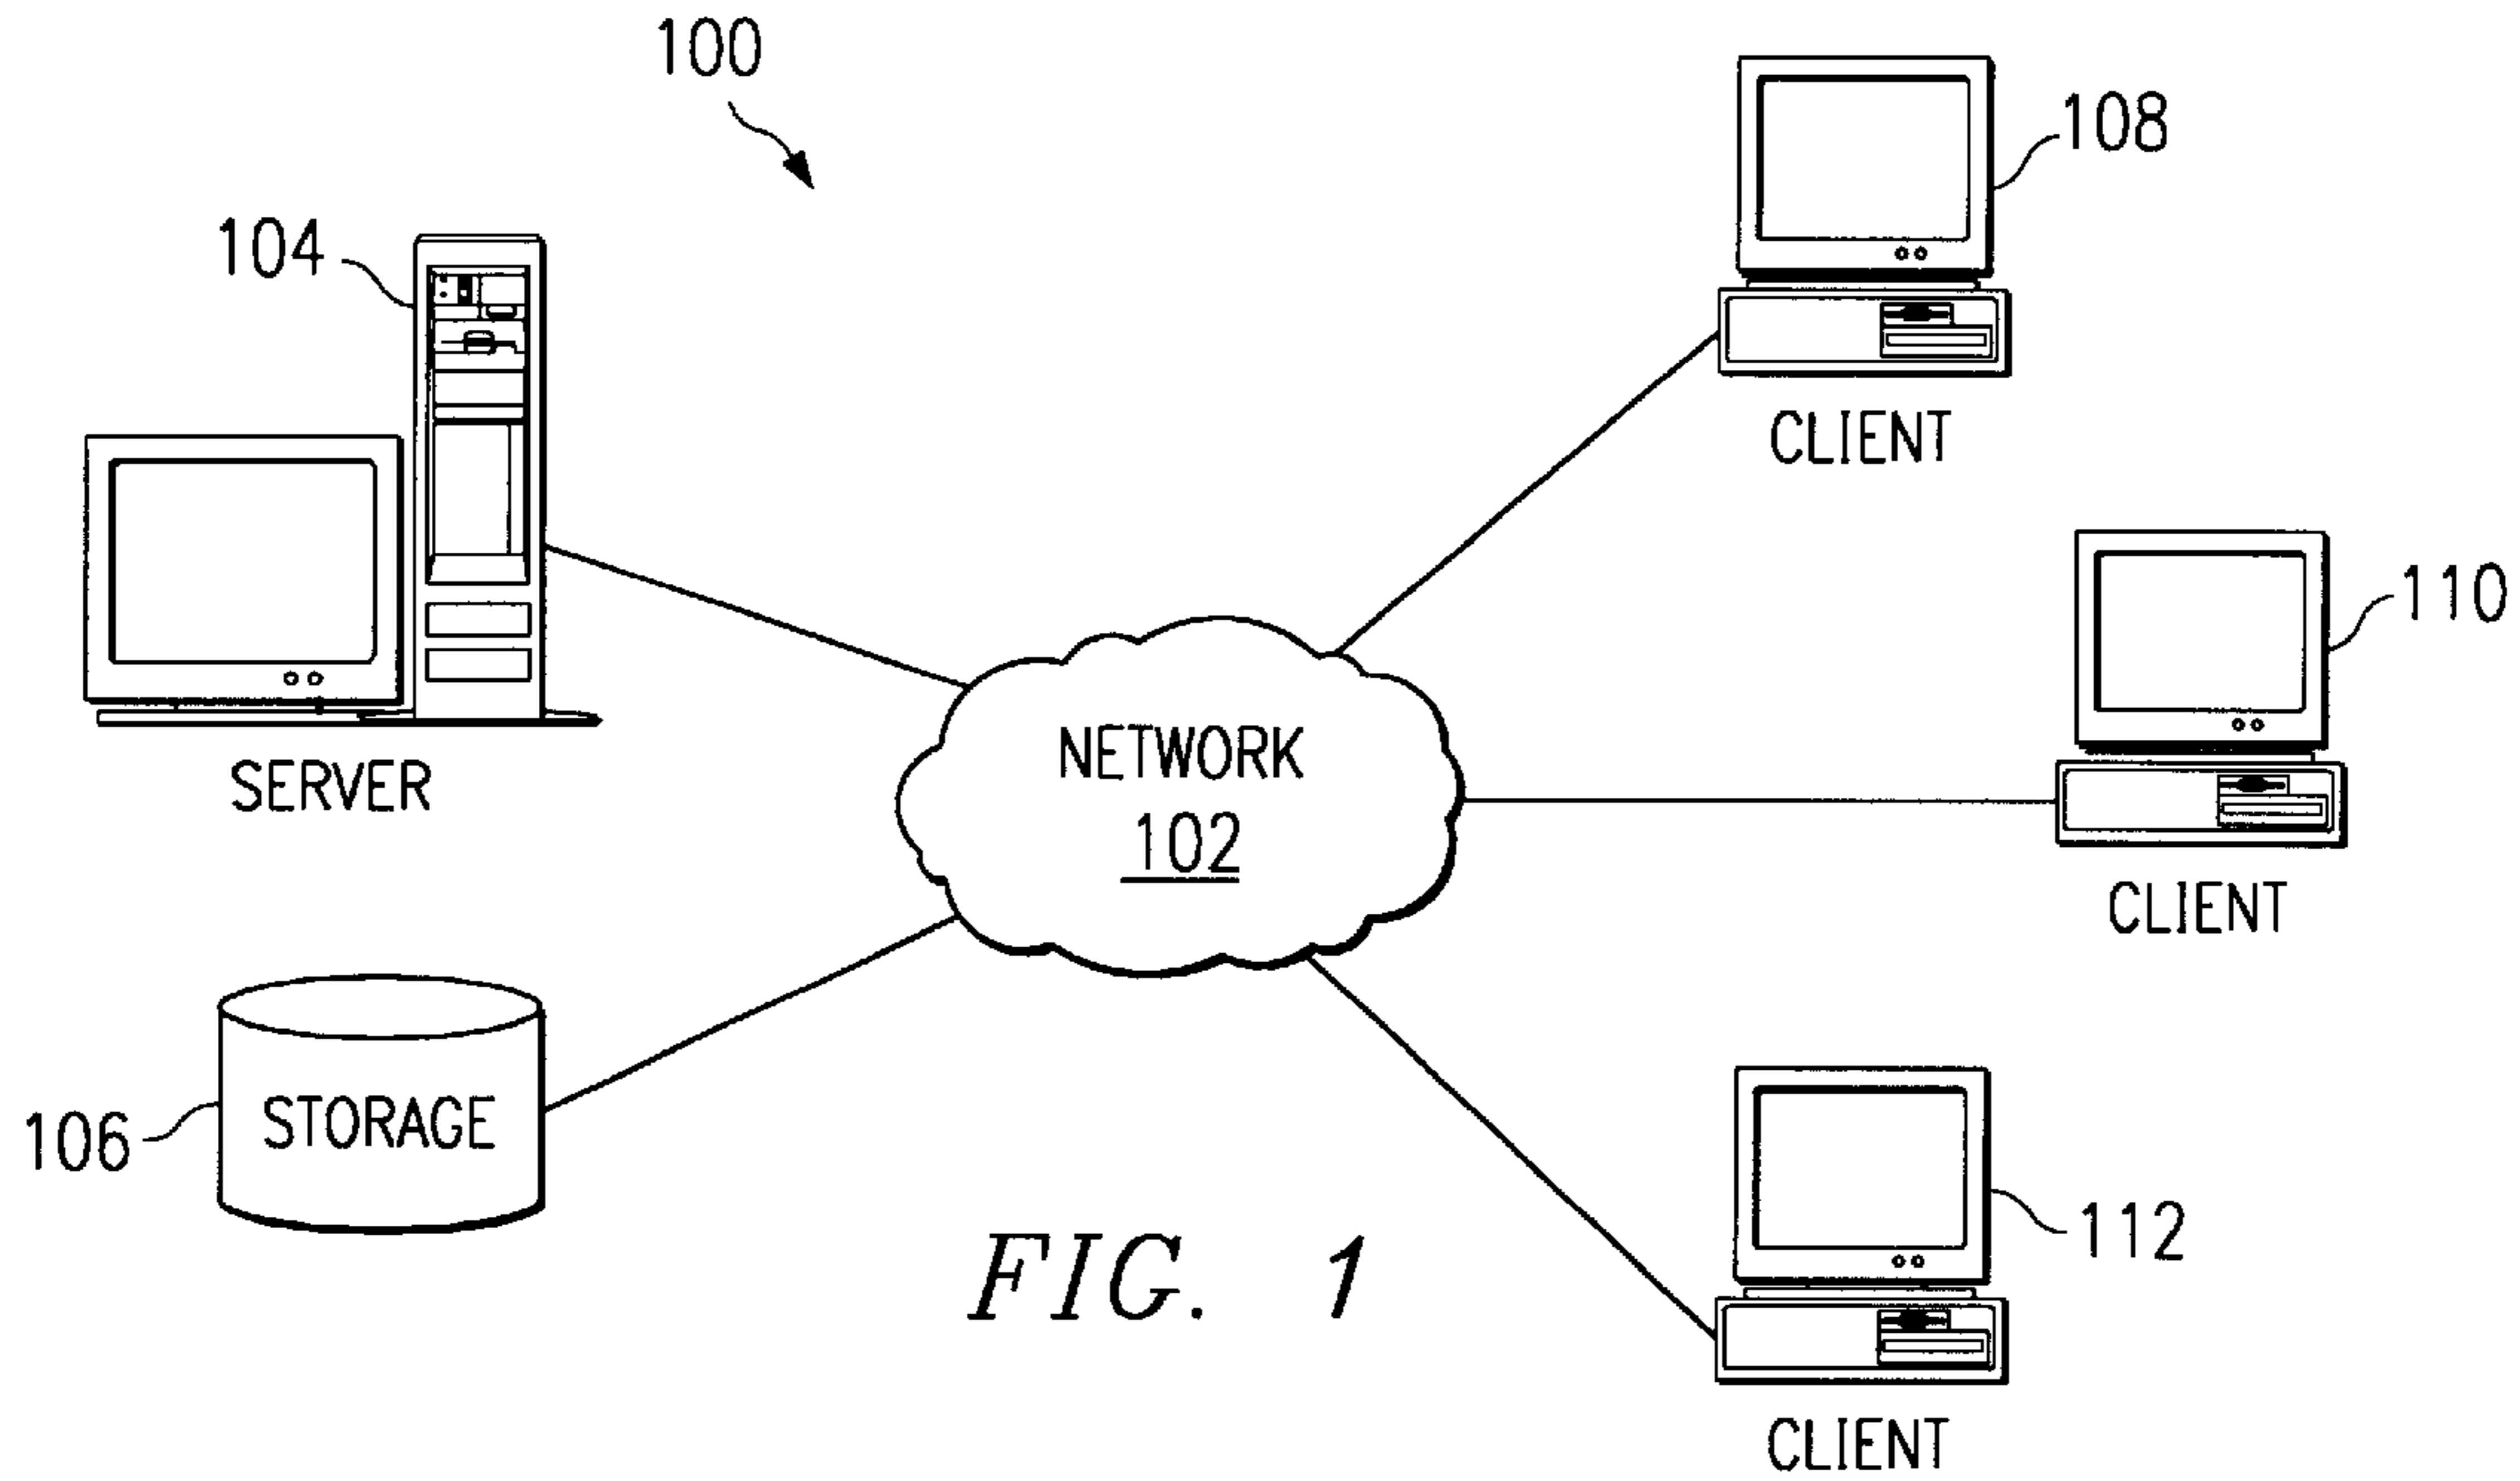 100
108
104
CLIENT
110
SERVER
NETWORK
102
CLIENT
106
STORAGE
112
FIG. 1
CLIENT